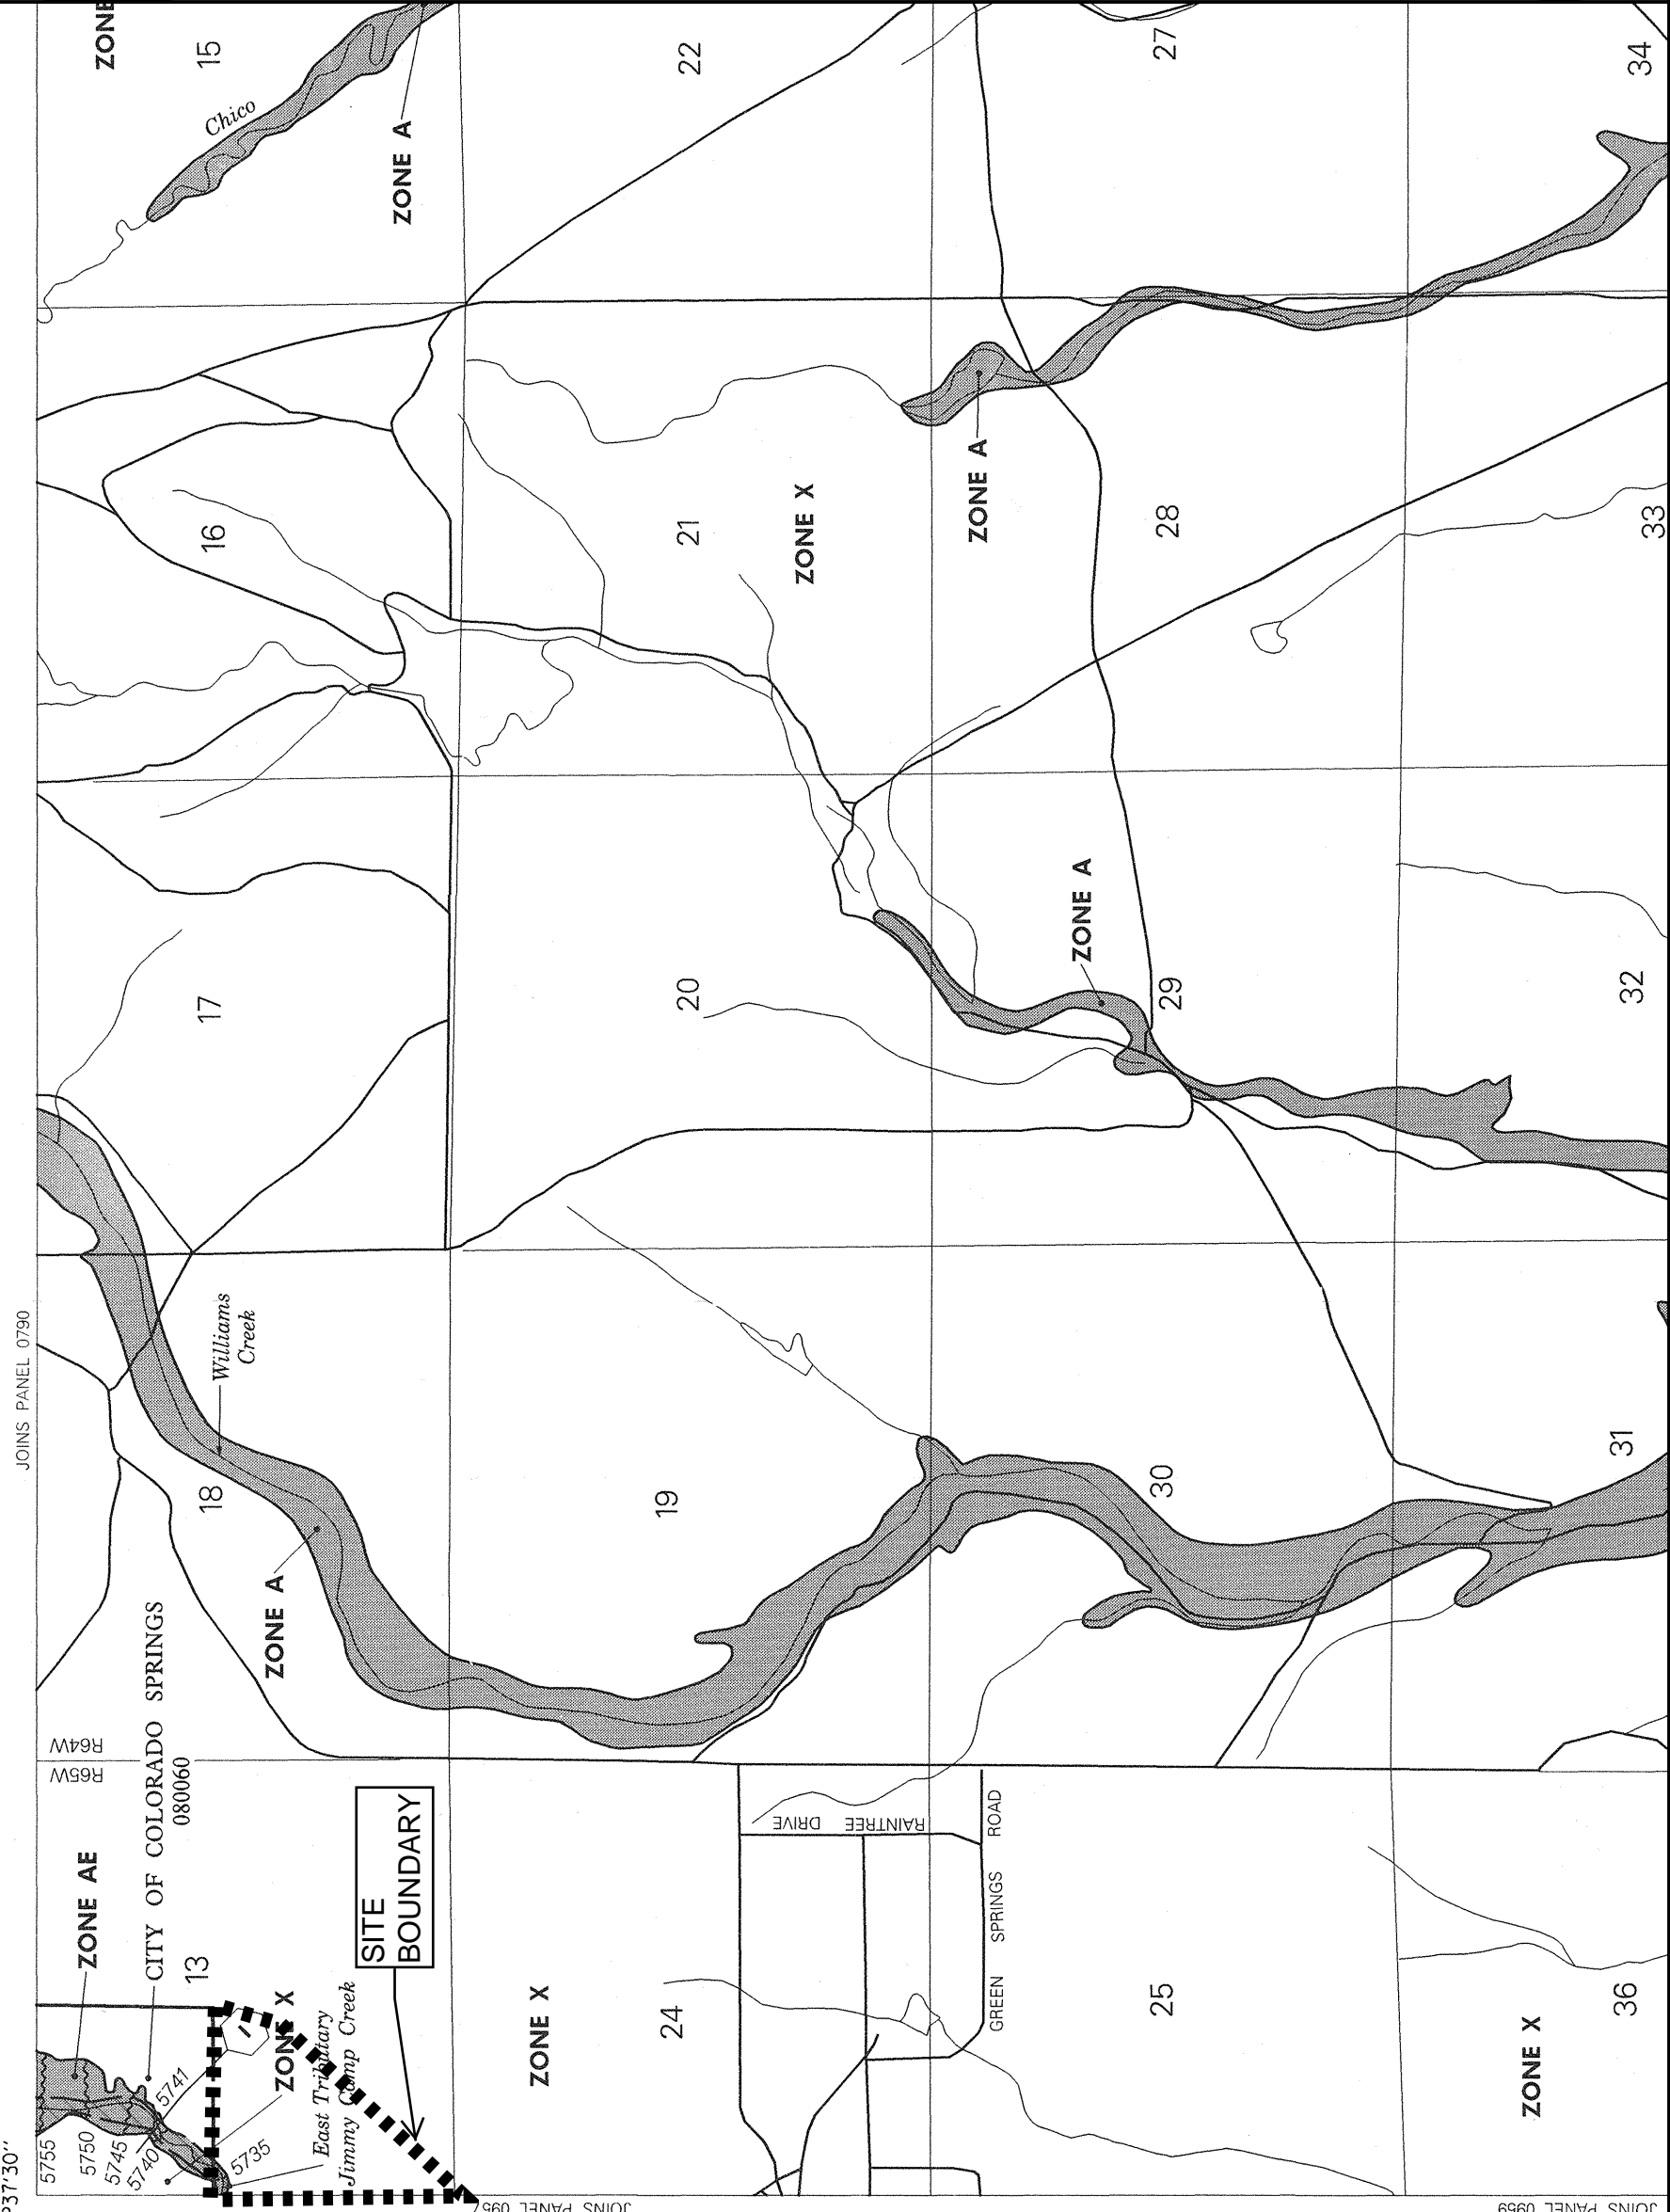 ZONE
15
22
27
34
Chico
ZONE A
16
21
ZONE X
ZONE A
28
33
17
20
ZONE A
29
32
JOINS PANEL 0790
Williams
Creek
18
ZONE A
19
30
31
R64W
R65W
CITY OF COLORADO SPRINGS
080060
ZONE AE
13
SITE
BOUNDARY
RAINTREE DRIVE
GREEN SPRINGS ROAD
ZONE X
East Tributary
Jimmy Camp Creek
5755
5750
5745
5740
5741
5735
ZONE X
24
25
36
ZONE X
37'30"
JOINS PANEL 095
JOINS PANEL 0959